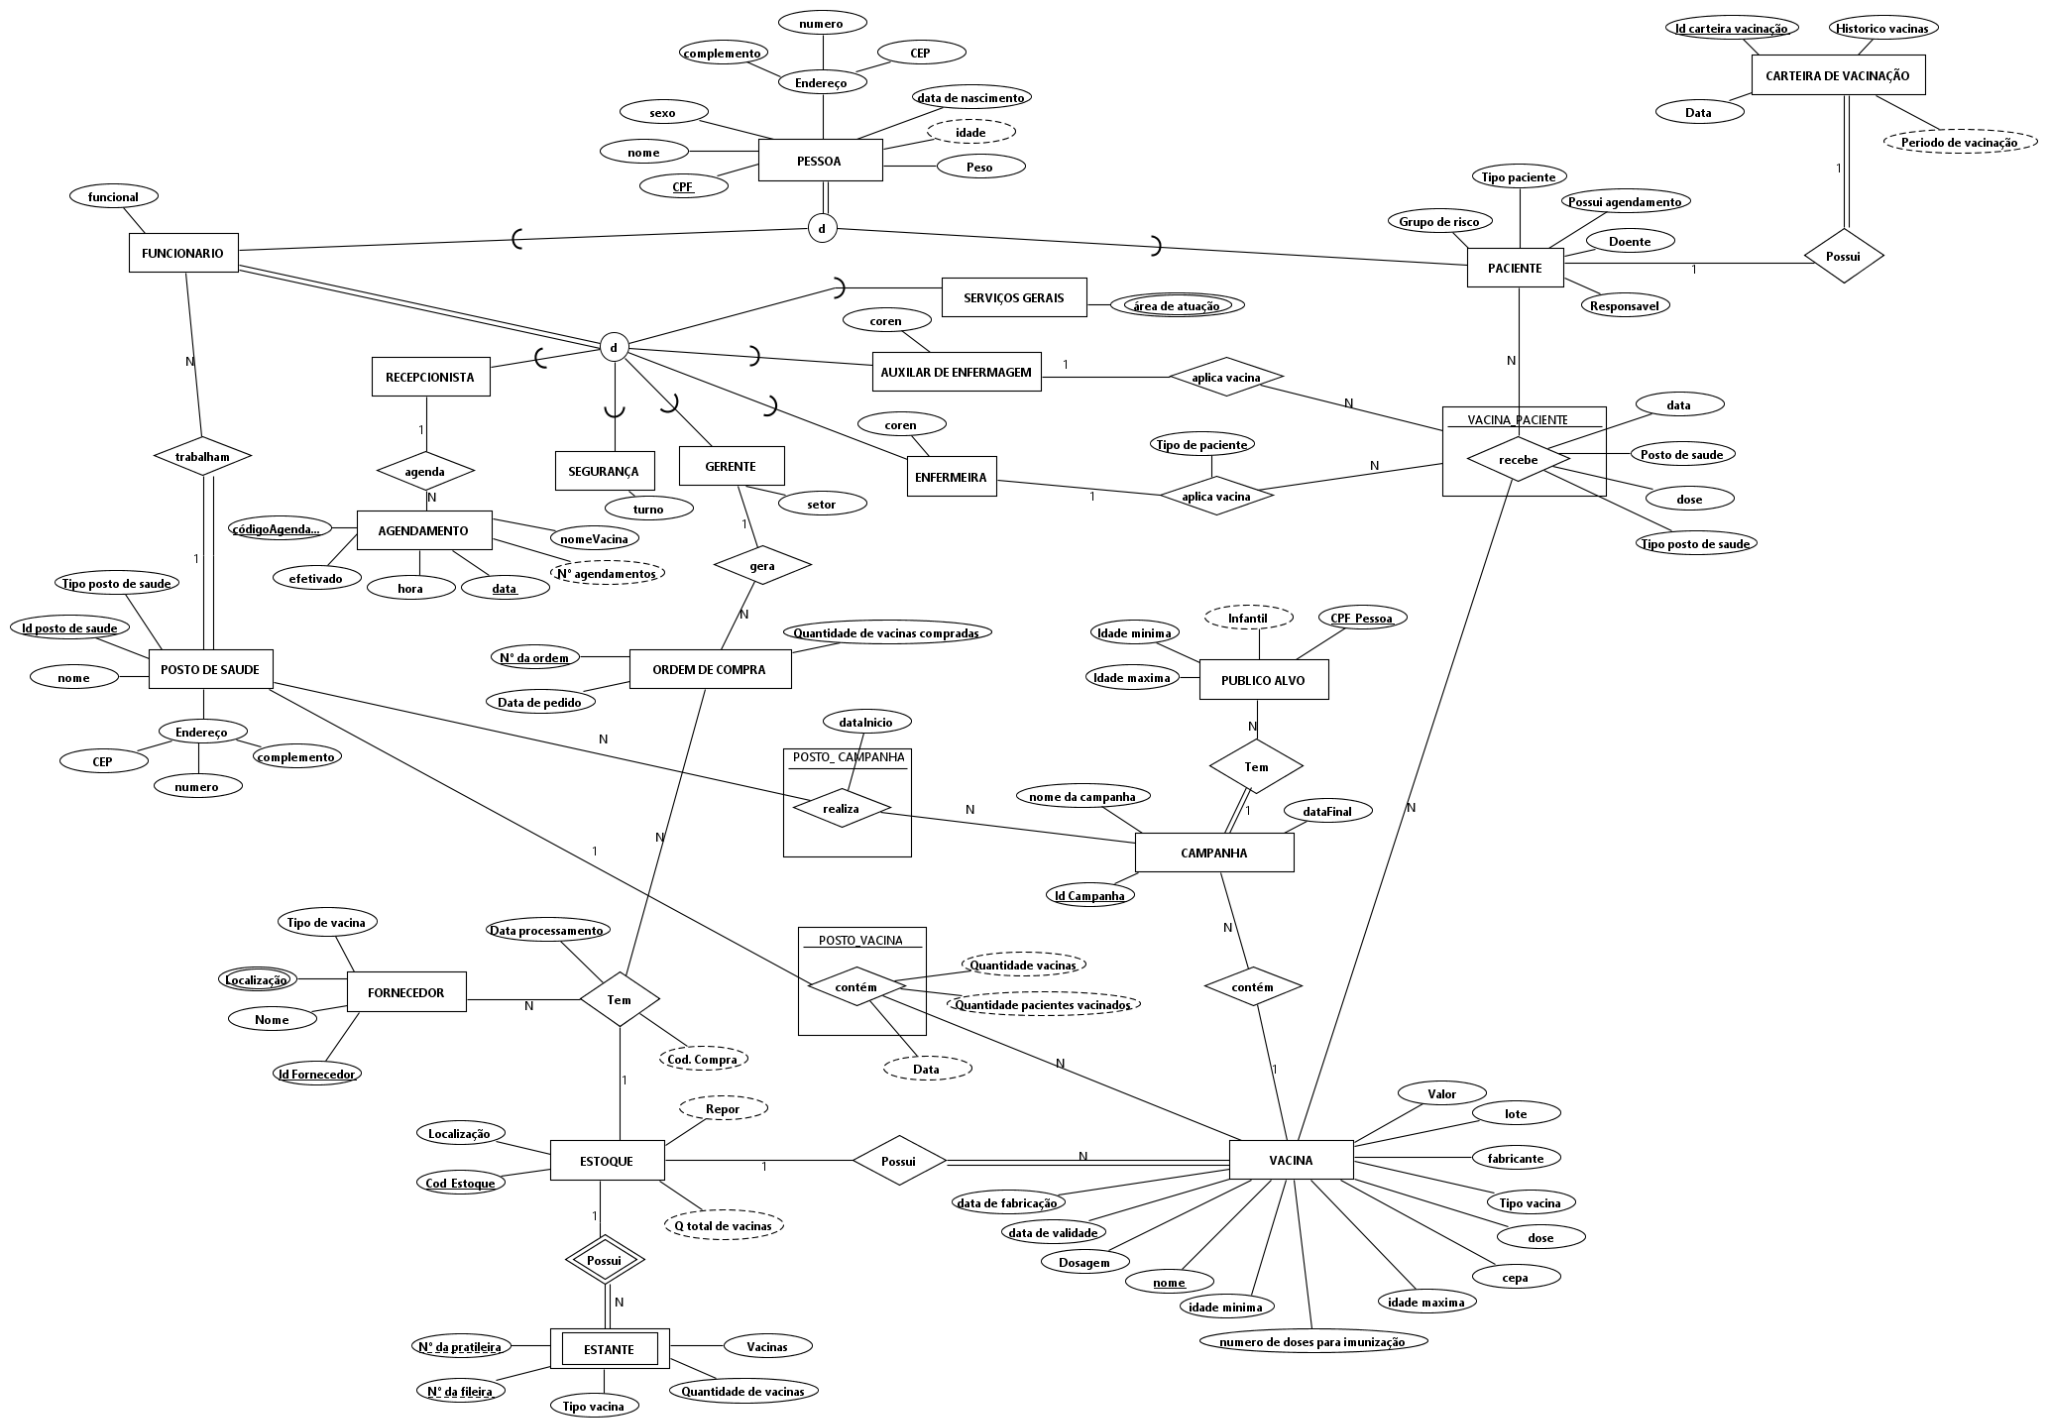 numero
Id carteira vacinação
Historico vacinas
complemento
CEP
Endereço
CARTEIRA DE VACINAÇÃO
data de nascimento
sexo
Data
idade
Periodo de vacinação
nome
PESSOA
Peso
CPF
1
Tipo paciente
funcional
Possui agendamento
Grupo de risco
d
Doente
FUNCIONARIO
Possui
PACIENTE
1
SERVIÇOS GERAIS
área de atuação
Responsavel
coren
d
N
N
1
RECEPCIONISTA
AUXILAR DE ENFERMAGEM
aplica vacina
N
data
VACINA_PACIENTE
coren
1
Tipo de paciente
Posto de saude
trabalham
recebe
agenda
SEGURANÇA
GERENTE
ENFERMEIRA
N
N
1
aplica vacina
dose
setor
turno
códigoAgenda...
AGENDAMENTO
1
nomeVacina
Tipo posto de saude
1
gera
N° agendamentos
efetivado
Tipo posto de saude
hora
data
N
Infantil
CPF_Pessoa
Id posto de saude
Quantidade de vacinas compradas
Idade minima
N° da ordem
POSTO DE SAUDE
ORDEM DE COMPRA
nome
Idade maxima
PUBLICO ALVO
Data de pedido
dataInicio
N
Endereço
N
CEP
complemento
POSTO_ CAMPANHA
Tem
numero
nome da campanha
realiza
N
1
dataFinal
N
N
1
CAMPANHA
Id Campanha
Tipo de vacina
Data processamento
N
POSTO_VACINA
Quantidade vacinas
Localização
FORNECEDOR
Tem
contém
contém
N
Quantidade pacientes vacinados
Nome
Cod. Compra
N
Data
1
Id Fornecedor
1
Valor
Repor
lote
Localização
ESTOQUE
1
Possui
N
VACINA
fabricante
Cod_Estoque
data de fabricação
Tipo vacina
1
Q total de vacinas
data de validade
dose
Possui
Dosagem
nome
cepa
N
idade minima
idade maxima
numero de doses para imunização
N° da pratileira
ESTANTE
Vacinas
N° da fileira
Quantidade de vacinas
Tipo vacina